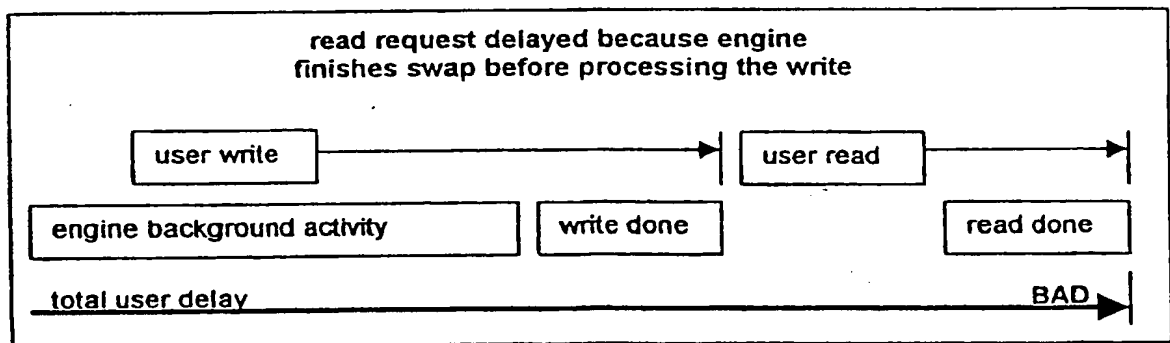 read request delayed because engine
finishes swap before processing the write
user write
user read
engine background activity
write done
read done
total user delay
BAD